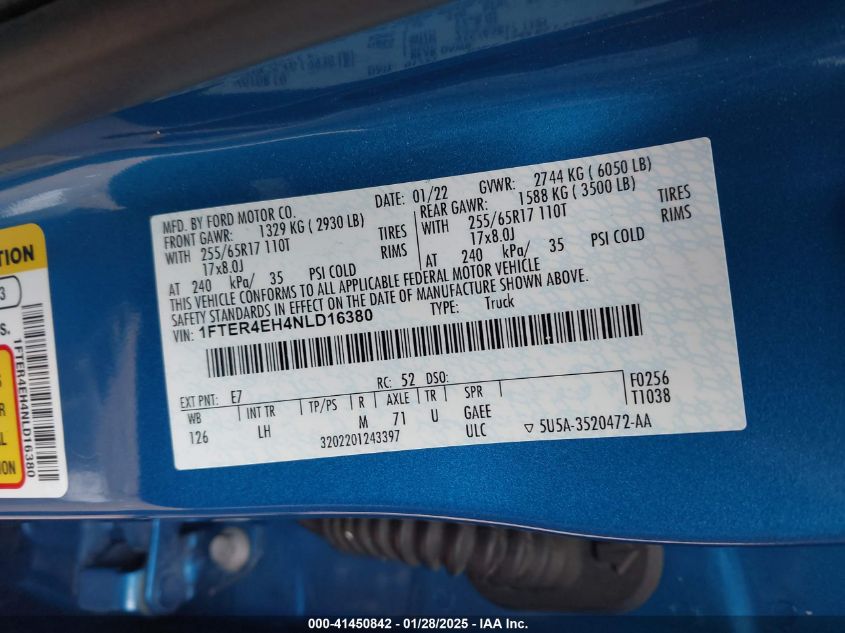 MFD. BY FORD MOTOR CO. DATE: 01/22 GVWR: 2744 KG ( 6050 LB)
FRONT GAWR: 1329 KG ( 2930 LB) REAR GAWR: 1588 KG ( 3500 LB)
WITH 255/65R17 110T TIRES WITH 255/65R17 110T TIRES
17x8.0J RIMS 17x8.0J RIMS
AT 240 kPa/ 35 PSI COLD AT 240 kPa/ 35 PSI COLD
THIS VEHICLE CONFORMS TO ALL APPLICABLE FEDERAL MOTOR VEHICLE
SAFETY STANDARDS IN EFFECT ON THE DATE OF MANUFACTURE SHOWN ABOVE.
VIN: 1FTER4EH4NLD16380 TYPE: Truck
EXT PNT: E7 RC: 52 DSO: F0256
WB INT TR TP/PS R AXLE TR SPR T1038
126 LH M 71 U GAEE
3202201243397 ULC 5U5A-3520472-AA
TION
3
S.
1FTER4EH4NLD16380
AL
ION
000-41450842 / 01/28/2025 - IAA Inc.